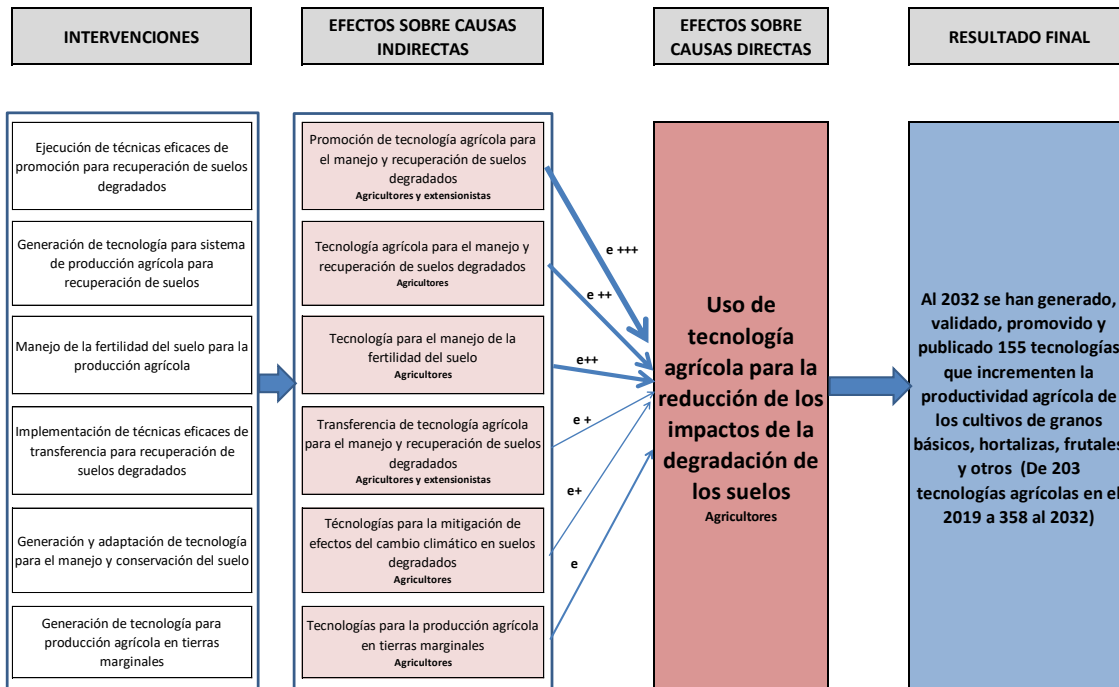 INTERVENCIONES
EFECTOS SOBRE CAUSAS
INDIRECTAS
EFECTOS SOBRE
CAUSAS DIRECTAS
RESULTADO FINAL
Ejecución de técnicas eficaces de
promoción para recuperación de suelos
degradados
Generación de tecnología para sistema
de producción agrícola para
recuperación de suelos
Manejo de la fertilidad del suelo para la
producción agrícola
Implementación de técnicas eficaces de
transferencia para recuperación de
suelos degradados
Generación y adaptación de tecnología
para el manejo y conservación del suelo
Generación de tecnología para
producción agrícola en tierras
marginales
Promoción de tecnología agrícola para
el manejo y recuperación de suelos
degradados
Agricultores y extensionistas
Tecnología agrícola para el manejo y
recuperación de suelos degradados
Agricultores
Tecnología para el manejo de la
fertilidad del suelo
Agricultores
Transferencia de tecnología agrícola
para el manejo y recuperación de suelos
degradados
Agricultores y extensionistas
Técnologías para la mitigación de
efectos del cambio climático en suelos
degradados
Agricultores
Tecnologías para la producción agrícola
en tierras marginales
Agricultores
e +++
e ++
e++
e +
e+
e
Uso de
tecnología
agrícola para la
reducción de los
impactos de la
degradación de
los suelos
Agricultores
Al 2032 se han generado,
validado, promovido y
publicado 155 tecnologías
que incrementen la
productividad agrícola de
los cultivos de granos
básicos, hortalizas, frutales
y otros (De 203
tecnologías agrícolas en el
2019 a 358 al 2032)